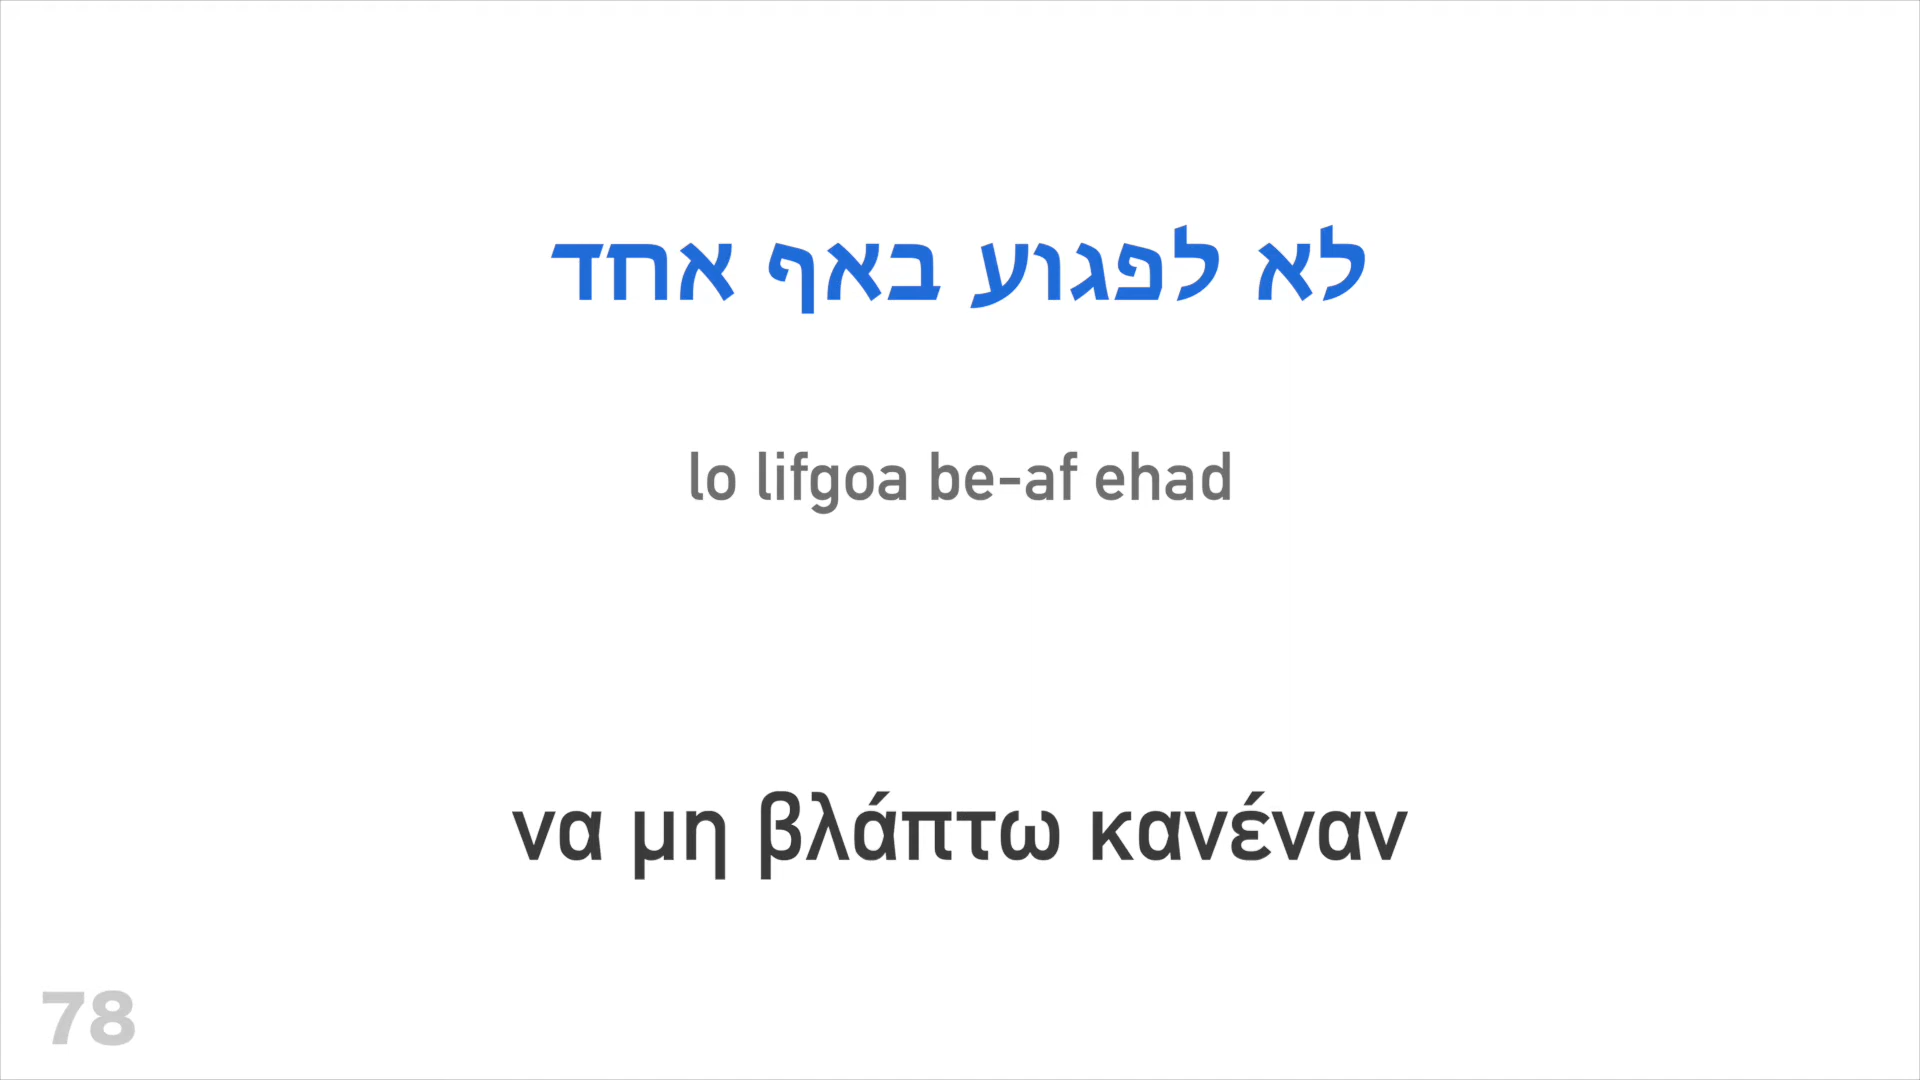 לא לפגוע באף אחד
lo lifgoa be-af ehad
να μη βλάπτω κανέναν
78